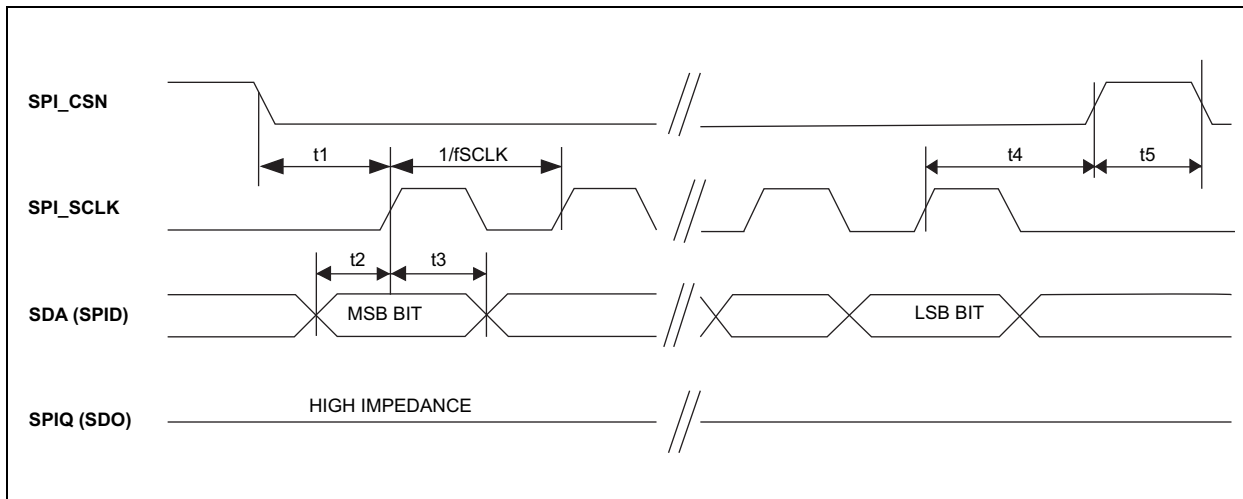 SPI_CSN
t1
1/fSCLK
t4
t5
SPI_SCLK
t2
t3
SDA (SPID)
MSB BIT
LSB BIT
HIGH IMPEDANCE
SPIQ (SDO)